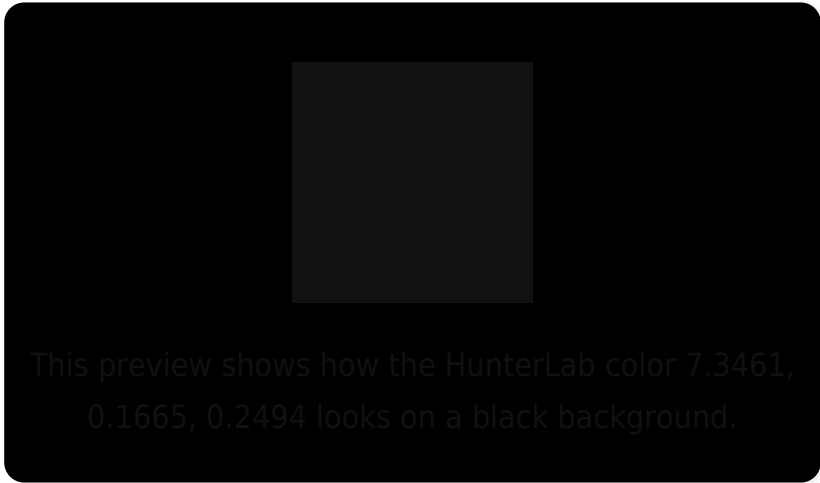 This preview shows how the HunterLab color 7.3461,
0.1665, 0.2494 looks on a black background.